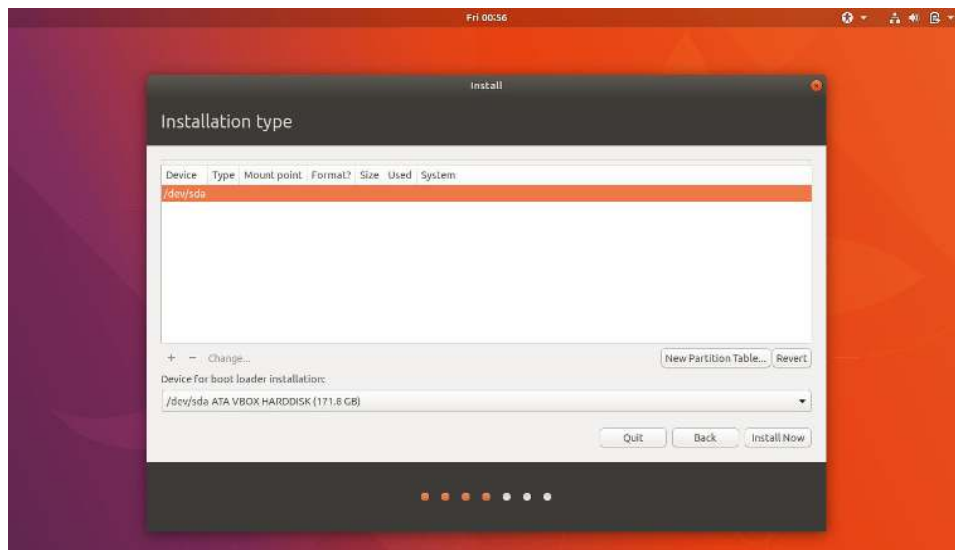 Fri 00:56
Install
Installation type
Device Type Mount point Format? Size Used System
/dev/sda
+ − Change...
New Partition Table... Revert
Device for boot loader installation:
/dev/sda ATA VBOX HARDDISK (171.8 GB)
Quit Back Install Now